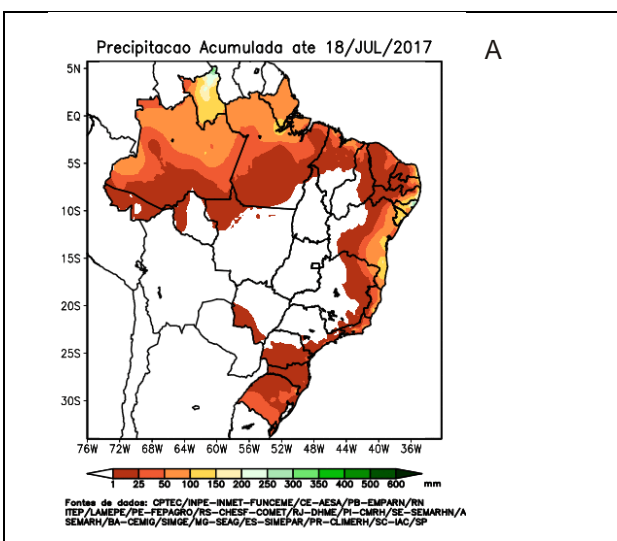 Precipitacao Acumulada ate 18/JUL/2017
A
5N
EQ
5S
10S
15S
20S
25S
30S
76W 72W 68W 64W 60W 56W 52W 48W 44W 40W 36W
1 25 50 100 150 200 250 300 350 400 500 600 mm
Fontes de dados: CPTEC/INPE-INMET-FUNCEME/CE-AESA/PB-EMPARN/RN
ITEP/LAMEPE/PE-FEPAGRO/RS-CHESF-COMET/RJ-DHME/PI-CMRH/SE-SEMARHN/A
SEMARH/BA-CEMIG/SIMGE/MG-SEAG/ES-SIMEPAR/PR-CLIMERH/SC-IAC/SP